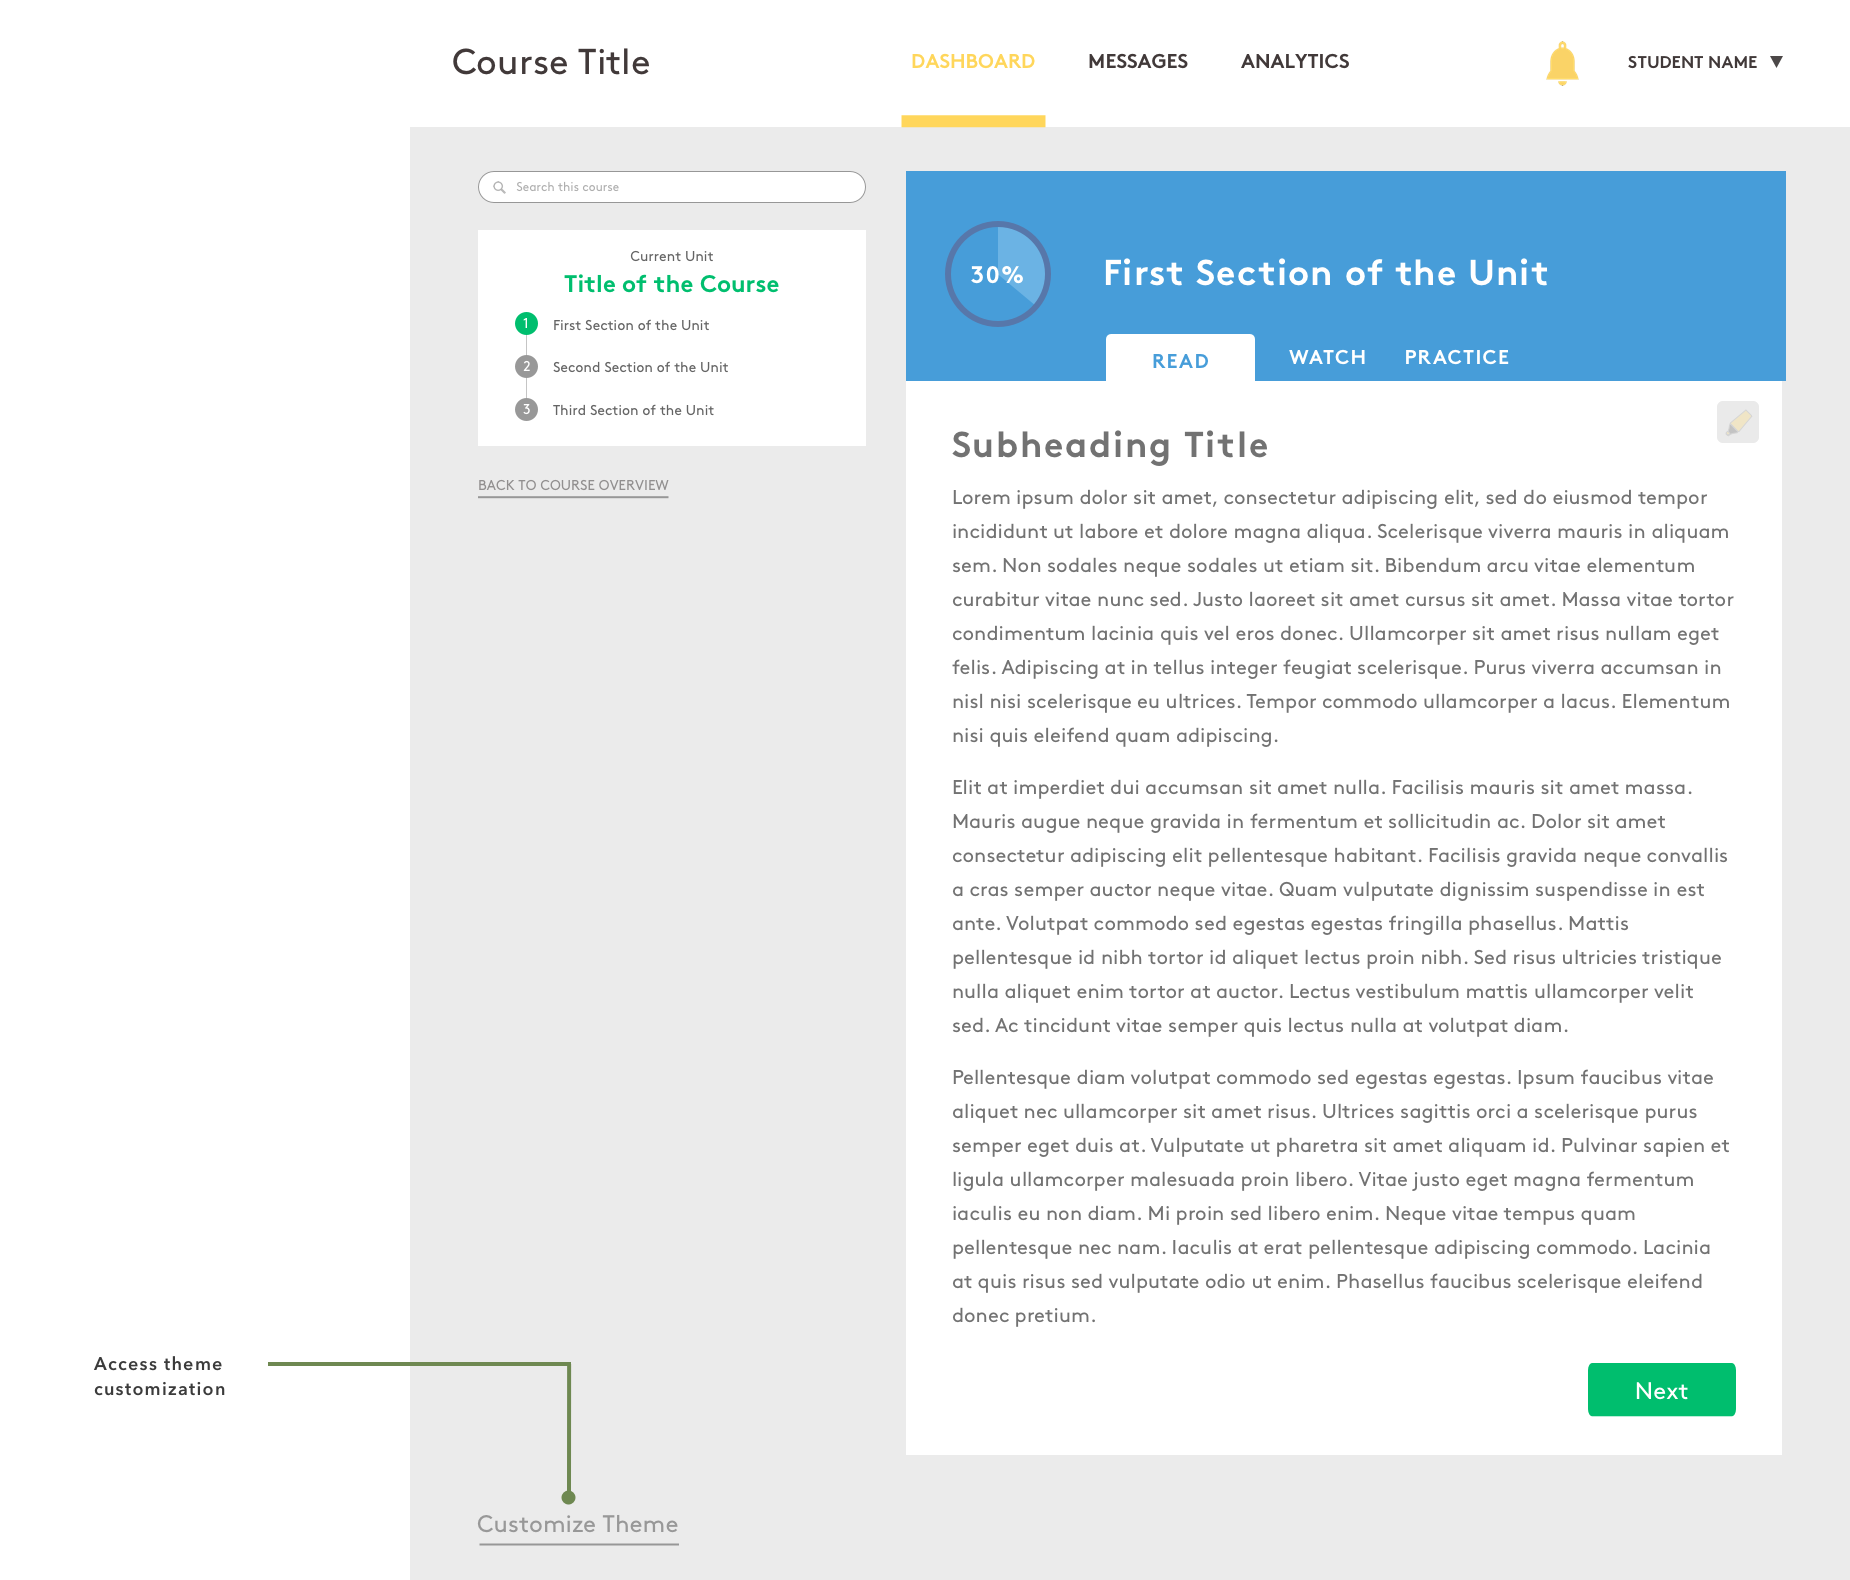 Course Title
DASHBOARD
MESSAGES
ANALYTICS
STUDENT NAME ▼
Search this course
Current Unit
Title of the Course
1 First Section of the Unit
2 Second Section of the Unit
3 Third Section of the Unit
BACK TO COURSE OVERVIEW
30%
First Section of the Unit
READ
WATCH
PRACTICE
Subheading Title
Lorem ipsum dolor sit amet, consectetur adipiscing elit, sed do eiusmod tempor
incididunt ut labore et dolore magna aliqua. Scelerisque viverra mauris in aliquam
sem. Non sodales neque sodales ut etiam sit. Bibendum arcu vitae elementum
curabitur vitae nunc sed. Justo laoreet sit amet cursus sit amet. Massa vitae tortor
condimentum lacinia quis vel eros donec. Ullamcorper sit amet risus nullam eget
felis. Adipiscing at in tellus integer feugiat scelerisque. Purus viverra accumsan in
nisl nisi scelerisque eu ultrices. Tempor commodo ullamcorper a lacus. Elementum
nisi quis eleifend quam adipiscing.
Elit at imperdiet dui accumsan sit amet nulla. Facilisis mauris sit amet massa.
Mauris augue neque gravida in fermentum et sollicitudin ac. Dolor sit amet
consectetur adipiscing elit pellentesque habitant. Facilisis gravida neque convallis
a cras semper auctor neque vitae. Quam vulputate dignissim suspendisse in est
ante. Volutpat commodo sed egestas egestas fringilla phasellus. Mattis
pellentesque id nibh tortor id aliquet lectus proin nibh. Sed risus ultricies tristique
nulla aliquet enim tortor at auctor. Lectus vestibulum mattis ullamcorper velit
sed. Ac tincidunt vitae semper quis lectus nulla at volutpat diam.
Pellentesque diam volutpat commodo sed egestas egestas. Ipsum faucibus vitae
aliquet nec ullamcorper sit amet risus. Ultrices sagittis orci a scelerisque purus
semper eget duis at. Vulputate ut pharetra sit amet aliquam id. Pulvinar sapien et
ligula ullamcorper malesuada proin libero. Vitae justo eget magna fermentum
iaculis eu non diam. Mi proin sed libero enim. Neque vitae tempus quam
pellentesque nec nam. Iaculis at erat pellentesque adipiscing commodo. Lacinia
at quis risus sed vulputate odio ut enim. Phasellus faucibus scelerisque eleifend
donec pretium.
Next
Access theme
customization
Customize Theme